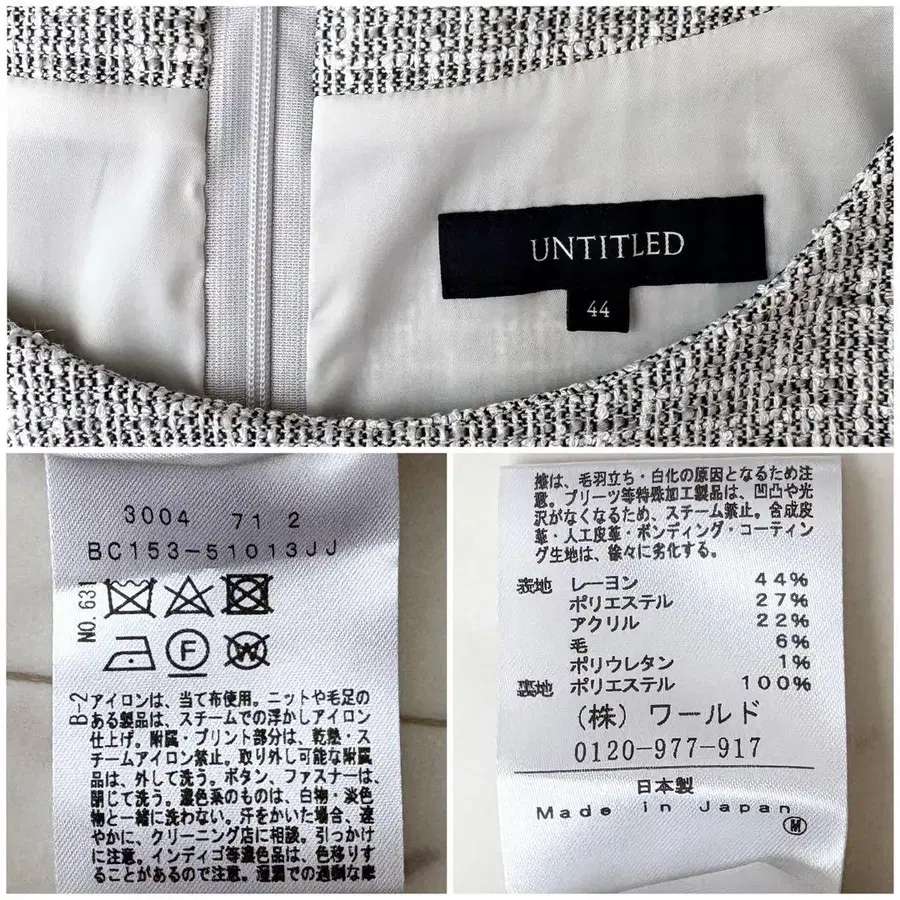 UNTITLED
44
3004 71 2
BC153-51013JJ
NO.631
F
W
B-2
アイロンは、当て布使用。ニットや毛足の
ある製品は、スチームでの浮かしアイロン
仕上げ。附属・プリント部分は、乾熱・ス
チームアイロン禁止。取り外し可能な附属
品は、外して洗う。ボタン、ファスナーは、
閉じて洗う。濃色系のものは、白物・淡色
物と一緒に洗わない。汗をかいた場合、速
やかに、クリーニング店に相談。引っかけ
に注意。インディゴ等濃色品は、色移りす
ることがあるので注意。湿潤での過剰な摩
擦は、毛羽立ち・白化の原因となるため注
意。プリーツ等特殊加工製品は、凹凸や光
沢がなくなるため、スチーム禁止。合成皮
革・人工皮革・ボンディング・コーティン
グ生地は、徐々に劣化する。
表地 レーヨン 44%
ポリエステル 27%
アクリル 22%
毛 6%
ポリウレタン 1%
裏地 ポリエステル 100%
(株) ワールド
0120-977-917
日本製
Made in Japan
M